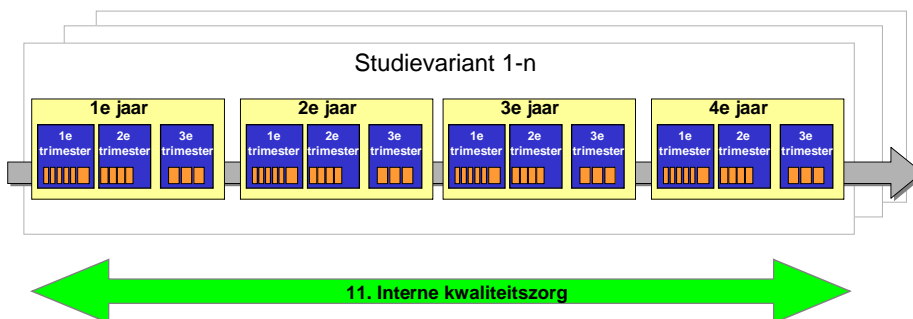 Studievariant 1-n
1e jaar
1e
trimester
2e
trimester
3e
trimester
2e jaar
1e
trimester
2e
trimester
3e
trimester
3e jaar
1e
trimester
2e
trimester
3e
trimester
4e jaar
1e
trimester
2e
trimester
3e
trimester
11. Interne kwaliteitszorg